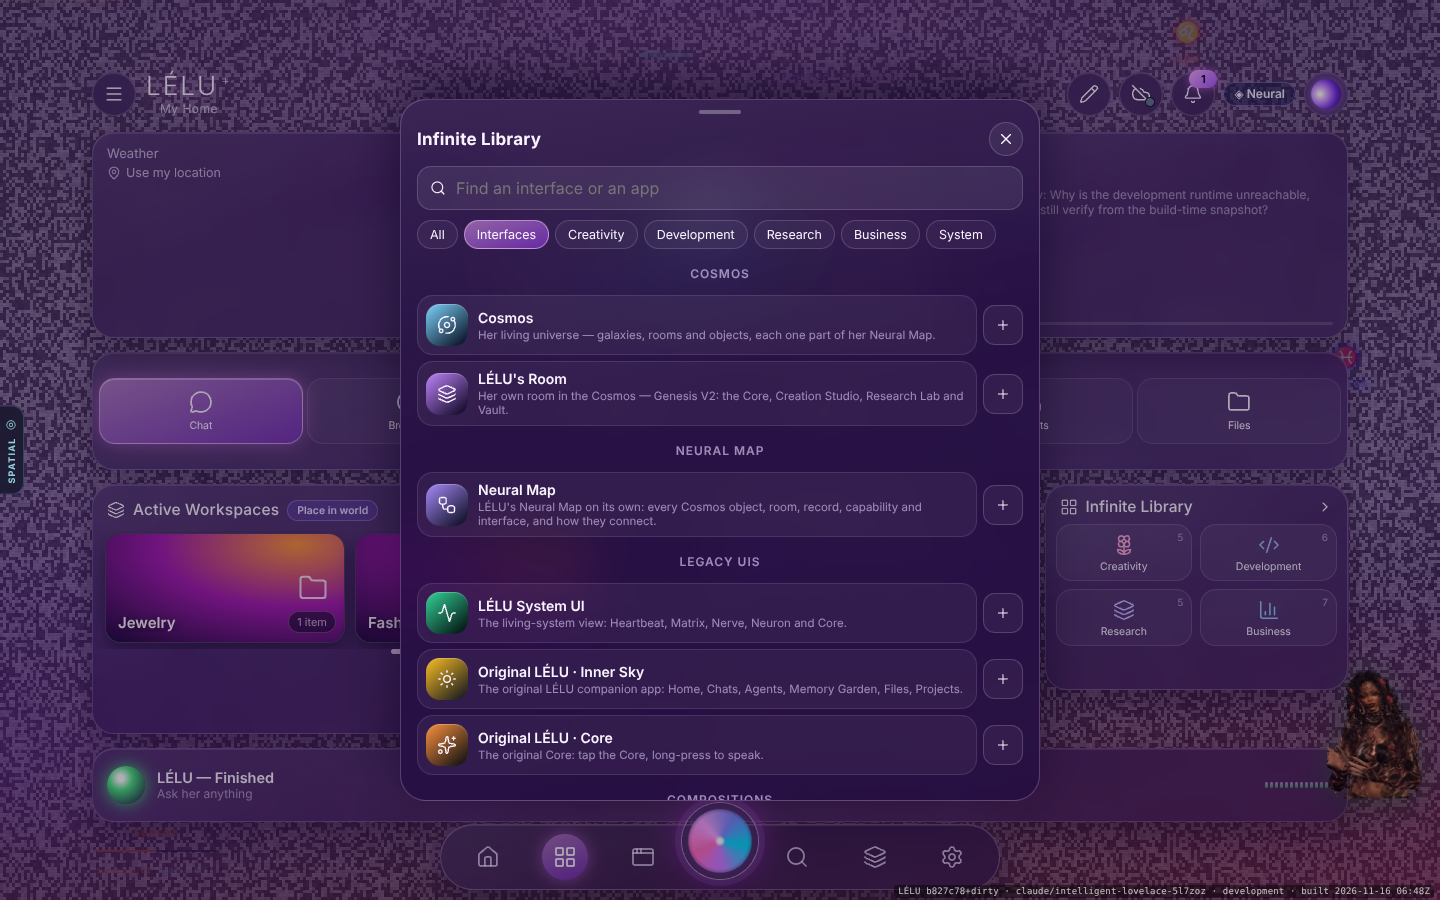 LÉLU
My Home
1
Neural
Weather
Use my location
Why is the development runtime unreachable,
still verify from the build-time snapshot?
Infinite Library
Find an interface or an app
All
Interfaces
Creativity
Development
Research
Business
System
COSMOS
Cosmos
Her living universe — galaxies, rooms and objects, each one part of her Neural Map.
+
LÉLU's Room
Her own room in the Cosmos — Genesis V2: the Core, Creation Studio, Research Lab and
Vault.
+
NEURAL MAP
Neural Map
LÉLU's Neural Map on its own: every Cosmos object, room, record, capability and
interface, and how they connect.
+
LEGACY UIS
LÉLU System UI
The living-system view: Heartbeat, Matrix, Nerve, Neuron and Core.
+
Original LÉLU · Inner Sky
The original LÉLU companion app: Home, Chats, Agents, Memory Garden, Files, Projects.
+
Original LÉLU · Core
The original Core: tap the Core, long-press to speak.
+
COMPOSITIONS
Chat
Files
SPATIAL
Active Workspaces
Place in world
Jewelry
1 item
Infinite Library
Creativity
5
Development
6
Research
5
Business
7
LÉLU — Finished
Ask her anything
LÉLU b827c78+dirty · claude/intelligent-lovelace-5l7zoz · development · built 2026-11-16 06:48Z